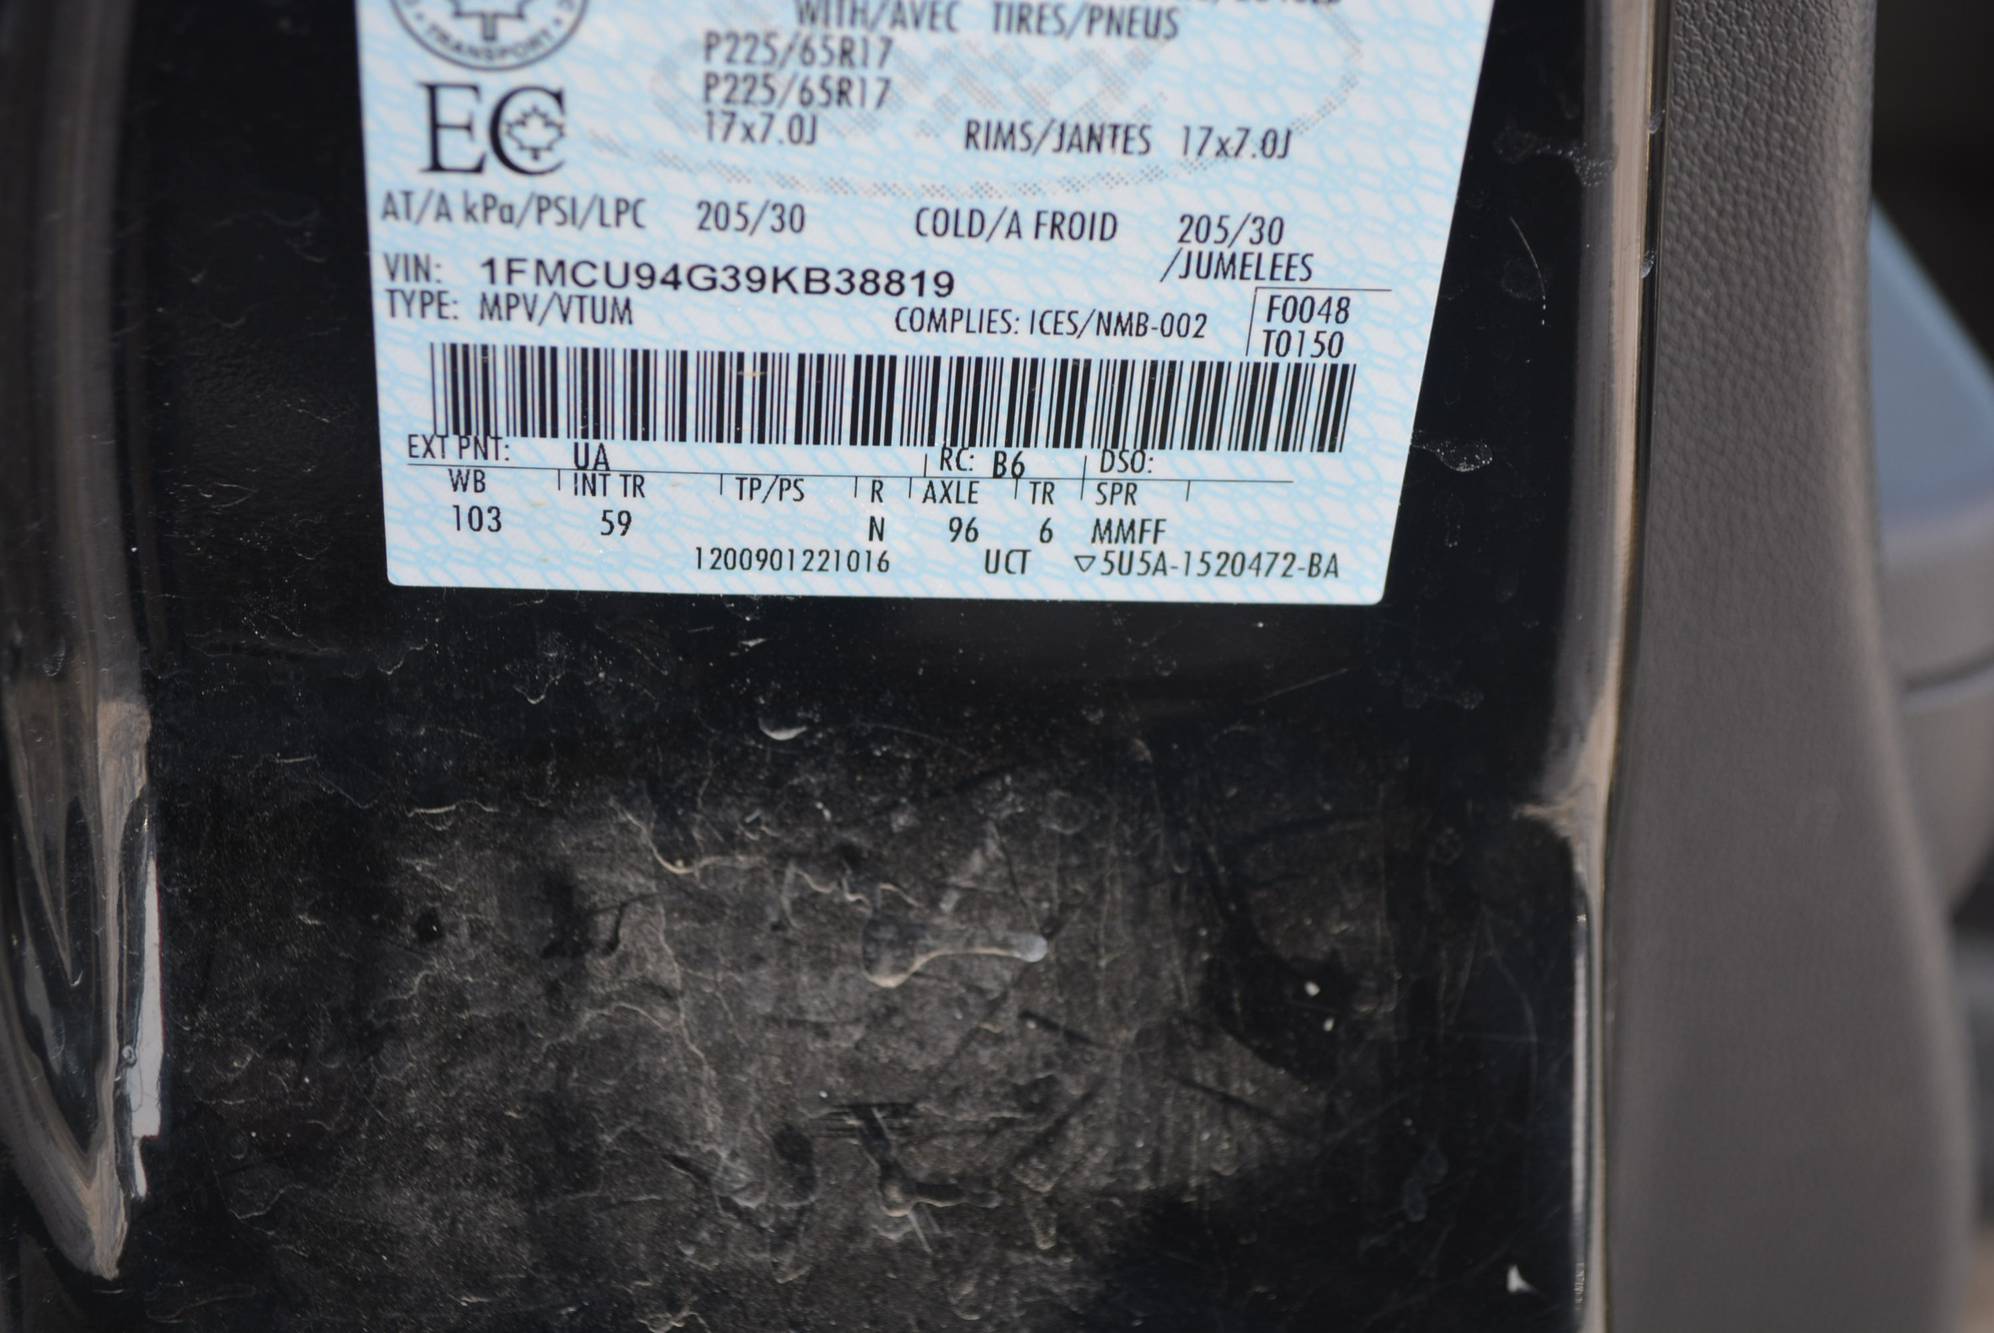 TRANSPORT
WITH/AVEC TIRES/PNEUS
P225/65R17
P225/65R17
EC
17x7.0J RIMS/JANTES 17x7.0J
AT/A kPa/PSI/LPC 205/30 COLD/A FROID 205/30
/JUMELEES
VIN: 1FMCU94G39KB38819
TYPE: MPV/VTUM COMPLIES: ICES/NMB-002
F0048
T0150
EXT PNT: UA RC: B6 DSO:
WB INT TR TP/PS R AXLE TR SPR
103 59 N 96 6 MMFF
1200901221016 UCT ▽5U5A-1520472-BA